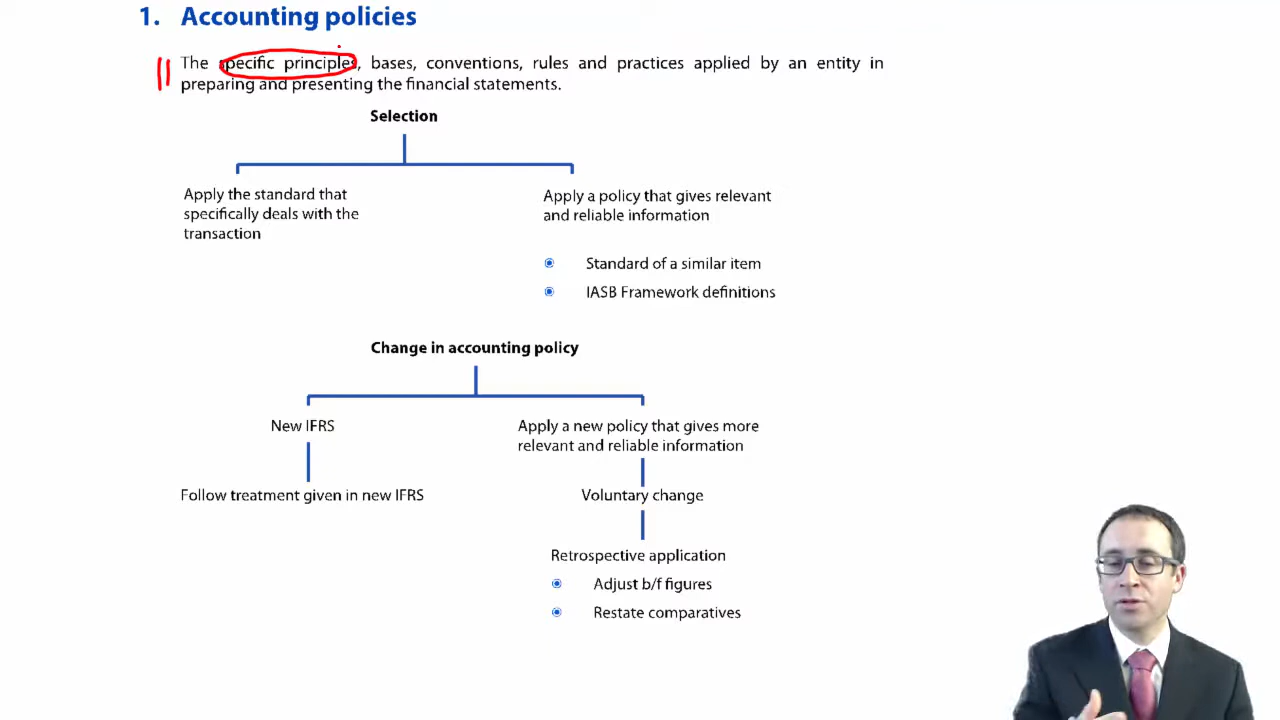 1. Accounting policies
The specific principles, bases, conventions, rules and practices applied by an entity in
preparing and presenting the financial statements.
Selection
Apply the standard that
specifically deals with the
transaction
Apply a policy that gives relevant
and reliable information
Standard of a similar item
IASB Framework definitions
Change in accounting policy
New IFRS
Follow treatment given in new IFRS
Apply a new policy that gives more
relevant and reliable information
Voluntary change
Retrospective application
Adjust b/f figures
Restate comparatives